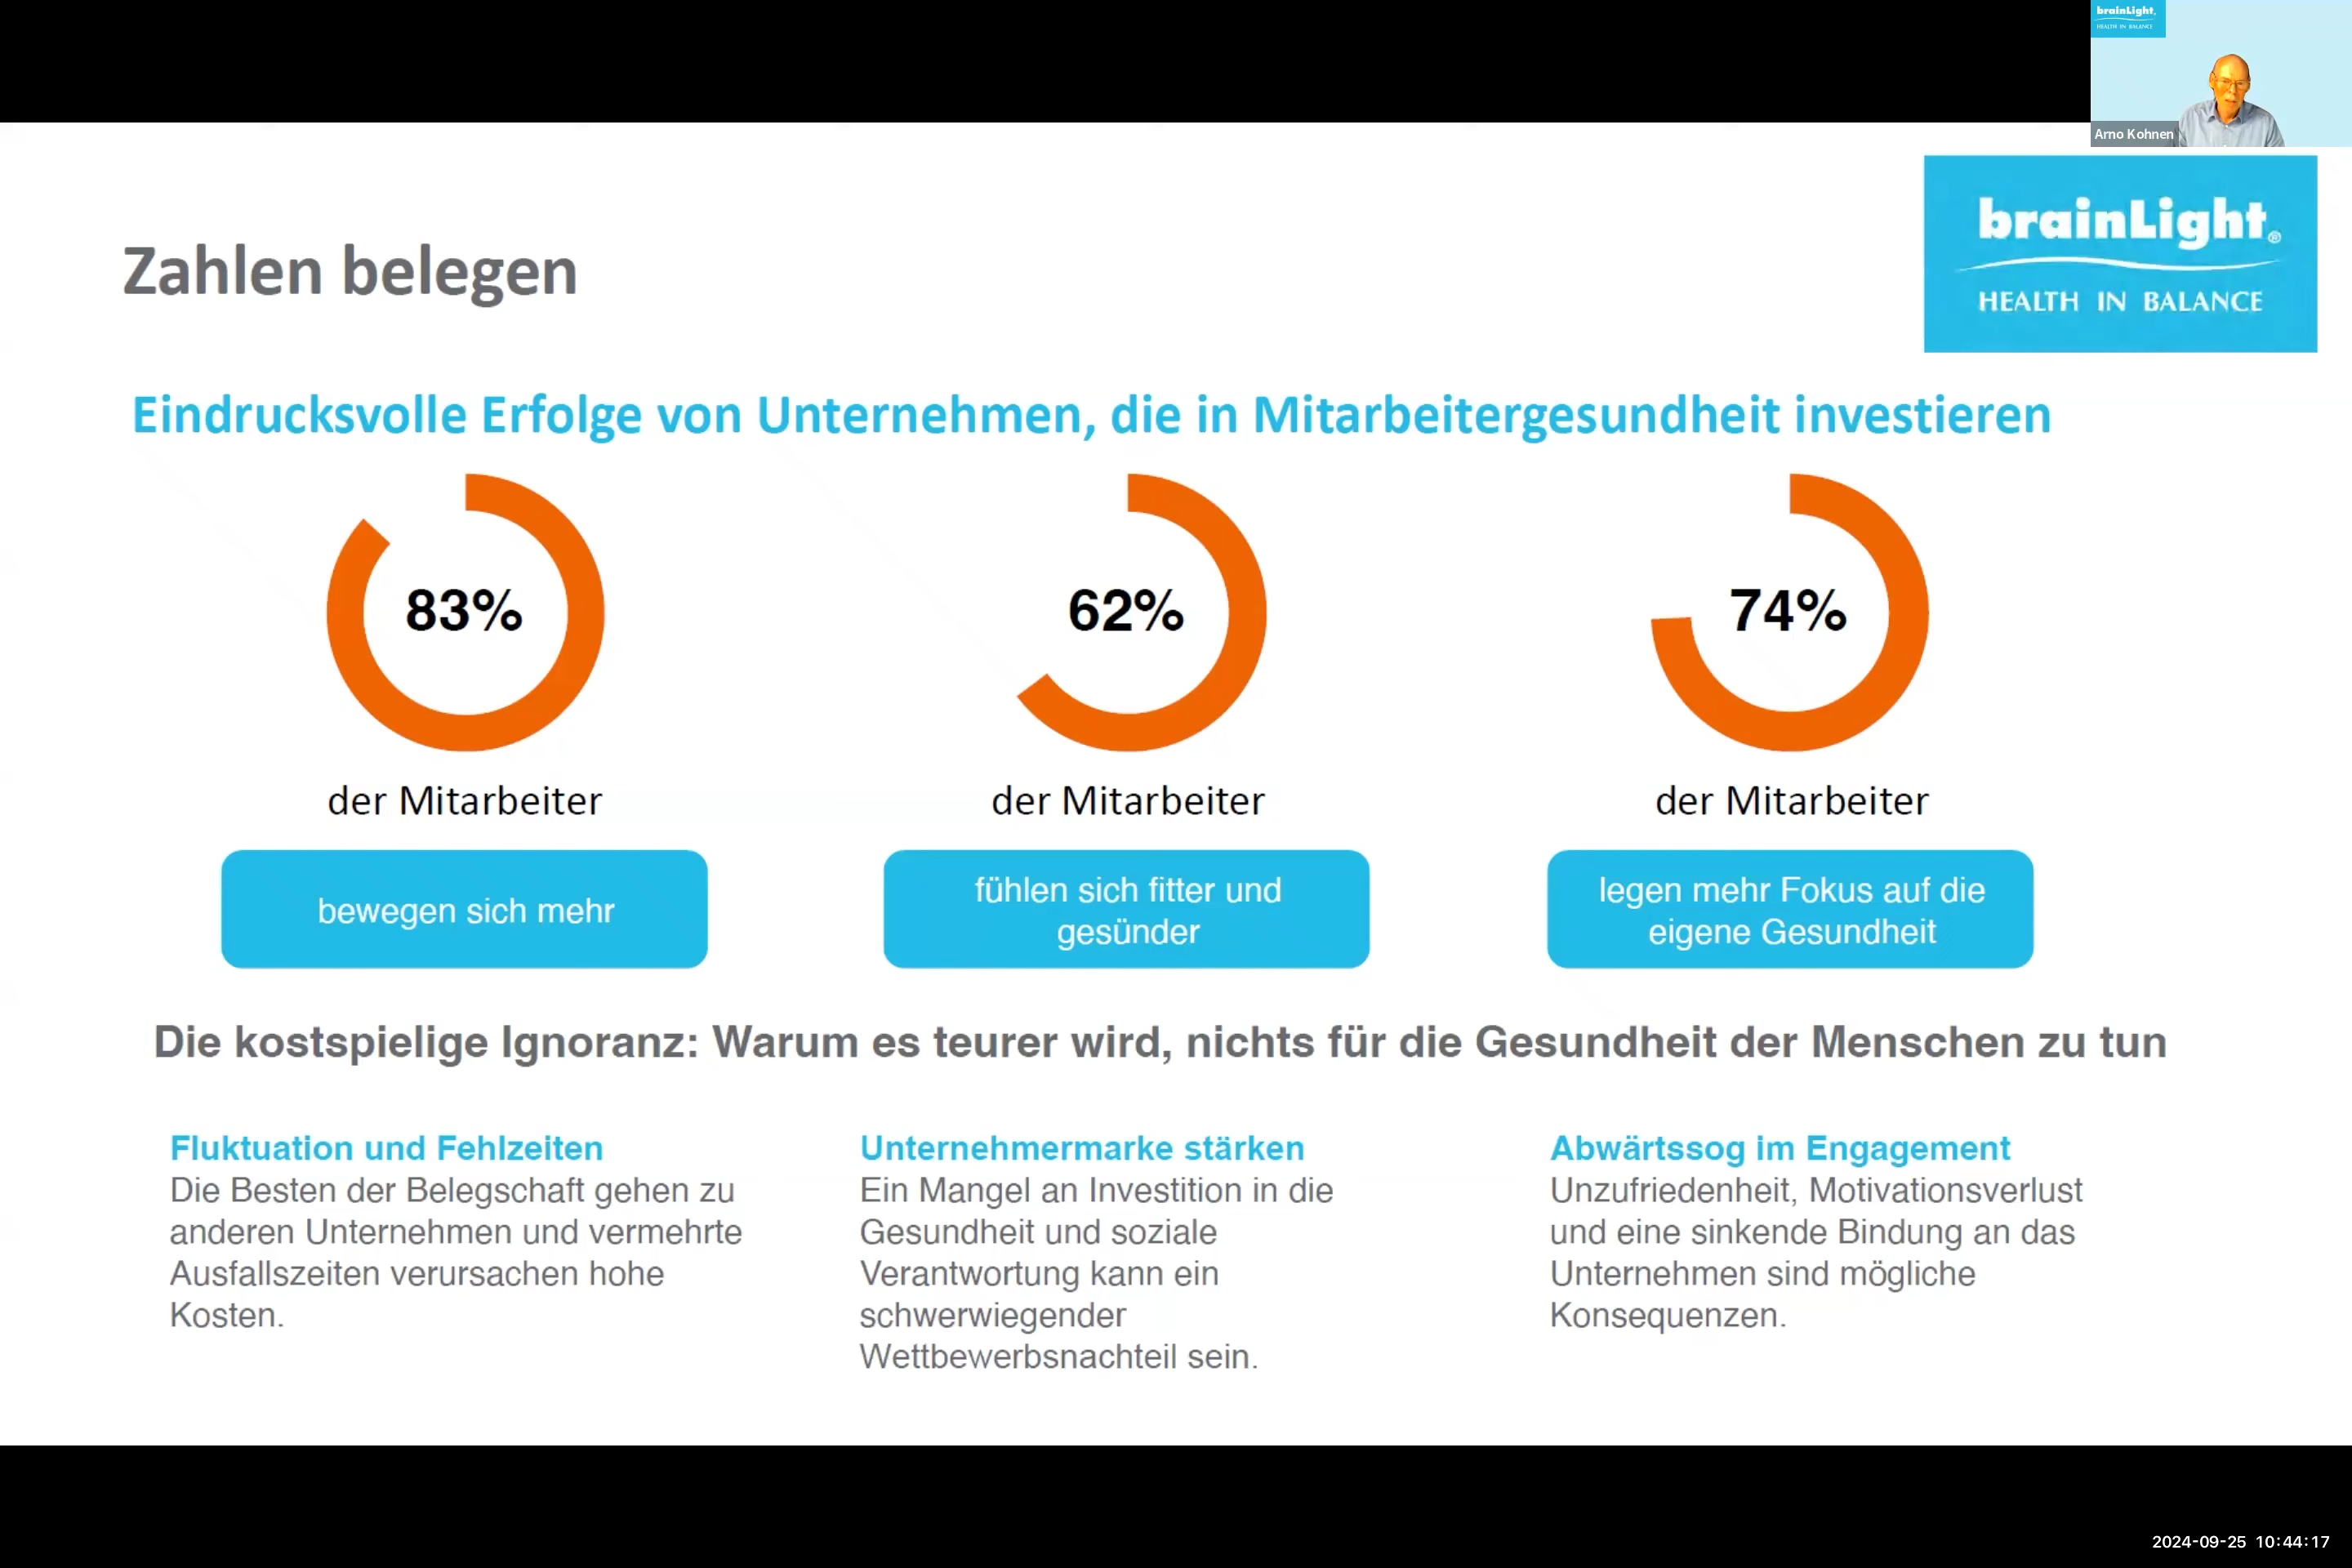 brainLight
HEALTH IN BALANCE
Arno Kohnen
brainLight®
HEALTH IN BALANCE
Zahlen belegen
Eindrucksvolle Erfolge von Unternehmen, die in Mitarbeitergesundheit investieren
83%
62%
74%
der Mitarbeiter
der Mitarbeiter
der Mitarbeiter
bewegen sich mehr
fühlen sich fitter und
gesünder
legen mehr Fokus auf die
eigene Gesundheit
Die kostspielige Ignoranz: Warum es teurer wird, nichts für die Gesundheit der Menschen zu tun
Fluktuation und Fehlzeiten
Die Besten der Belegschaft gehen zu
anderen Unternehmen und vermehrte
Ausfallszeiten verursachen hohe
Kosten.
Unternehmermarke stärken
Ein Mangel an Investition in die
Gesundheit und soziale
Verantwortung kann ein
schwerwiegender
Wettbewerbsnachteil sein.
Abwärtssog im Engagement
Unzufriedenheit, Motivationsverlust
und eine sinkende Bindung an das
Unternehmen sind mögliche
Konsequenzen.
2024-09-25 10:44:17